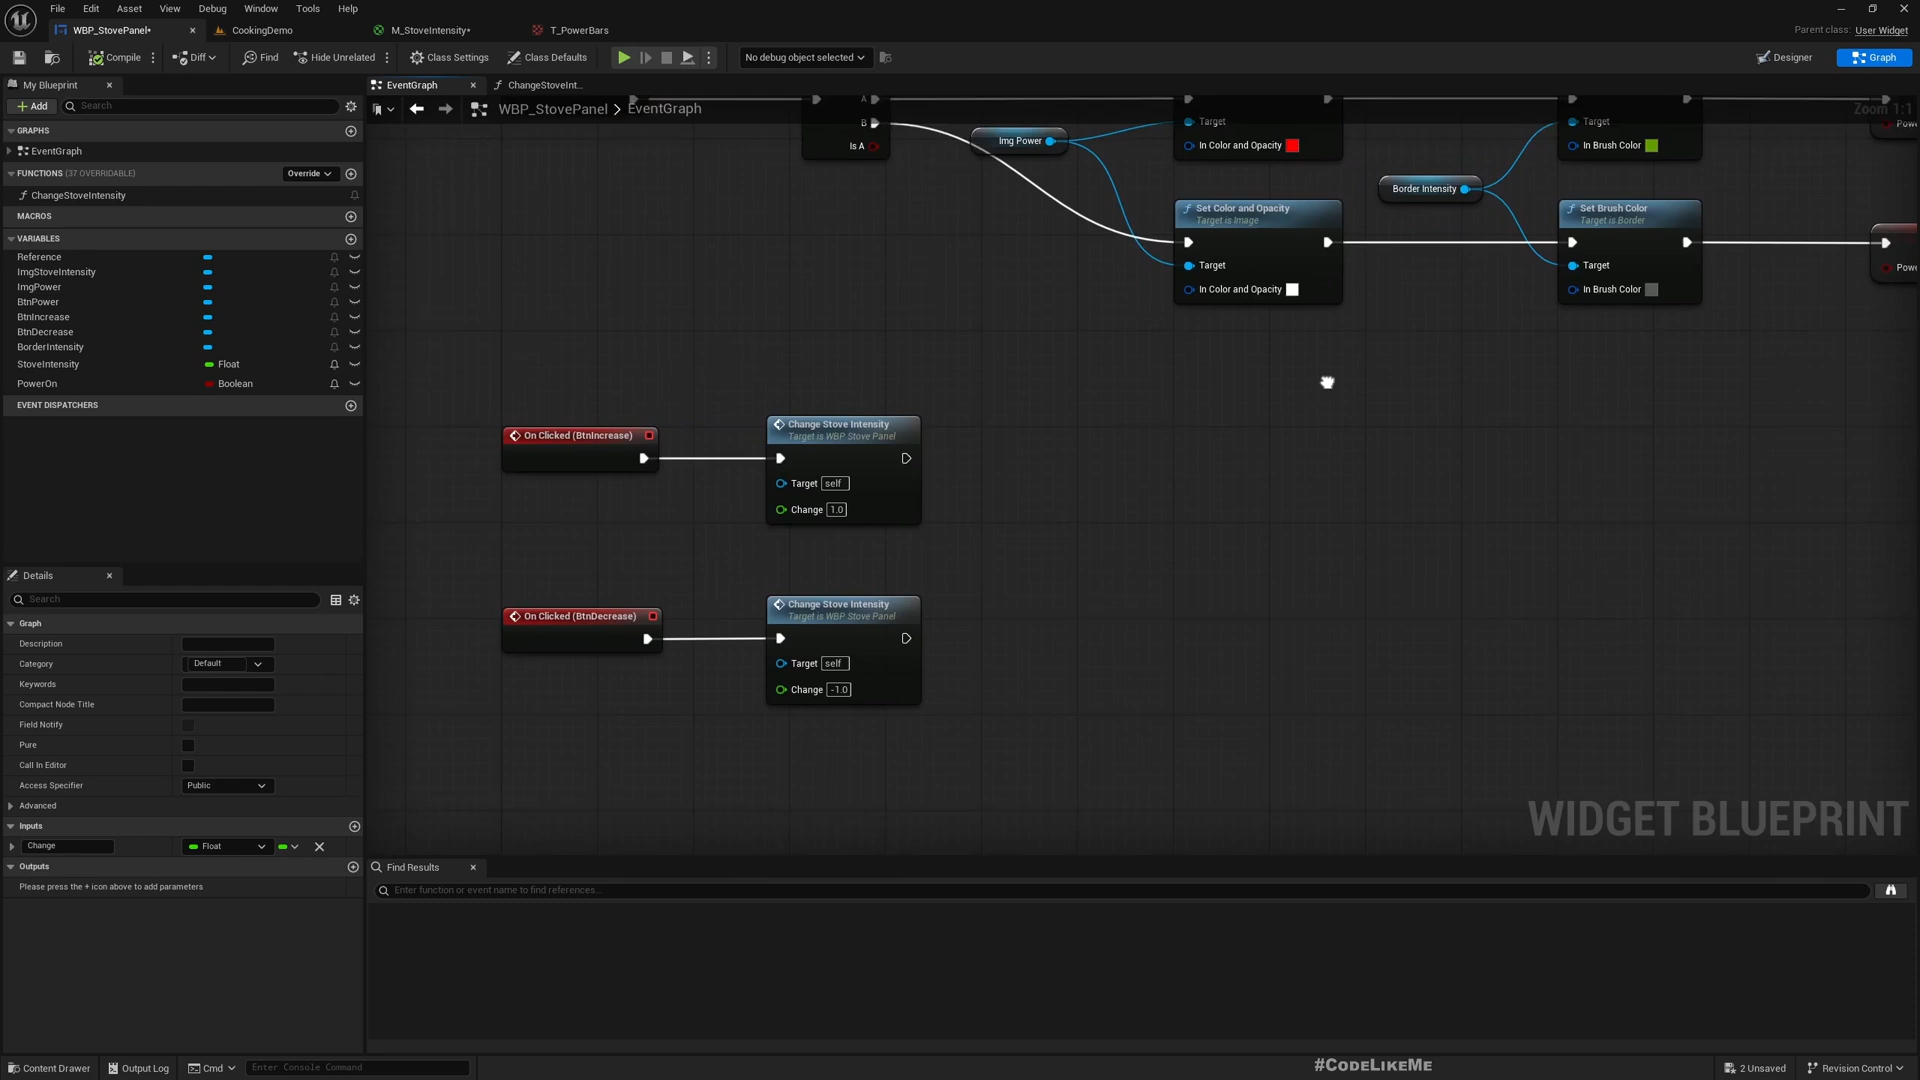 File Edit Asset View Window Debug Tools Help
WBP_StovePanel•
CookingDemo
M_StoveIntensity•
T_PowerBars
Parent class: User Widget
Compile
Diff
Find
Hide Unrelated
Class Settings
Class Defaults
No debug object selected
Designer
Graph
My Blueprint
Add
Search
GRAPHS
EventGraph
FUNCTIONS (37 OVERRIDABLE)
Override
ChangeStoveIntensity
MACROS
VARIABLES
Reference
ImgStoveIntensity
ImgPower
BtnPower
BtnIncrease
BtnDecrease
BorderIntensity
StoveIntensity Float
PowerOn Boolean
EVENT DISPATCHERS
Details
Search
Graph
Description
Category Default
Keywords
Compact Node Title
Field Notify
Pure
Call In Editor
Access Specifier Public
Advanced
Inputs
Change Float
Outputs
Please press the + icon above to add parameters
EventGraph
ChangeStoveInt...
WBP_StovePanel > EventGraph
Zoom 1:1
A
B
Is A
Img Power
Target
In Color and Opacity
Target
In Brush Color
Powe
Border Intensity
Set Color and Opacity
Target is Image
Target
In Color and Opacity
Set Brush Color
Target is Border
Target
In Brush Color
Powe
On Clicked (BtnIncrease)
Change Stove Intensity
Target is WBP Stove Panel
Target self
Change 1.0
On Clicked (BtnDecrease)
Change Stove Intensity
Target is WBP Stove Panel
Target self
Change -1.0
WIDGET BLUEPRINT
Find Results
Enter function or event name to find references...
Content Drawer
Output Log
Cmd
Enter Console Command
#CODELIKEME
2 Unsaved
Revision Control